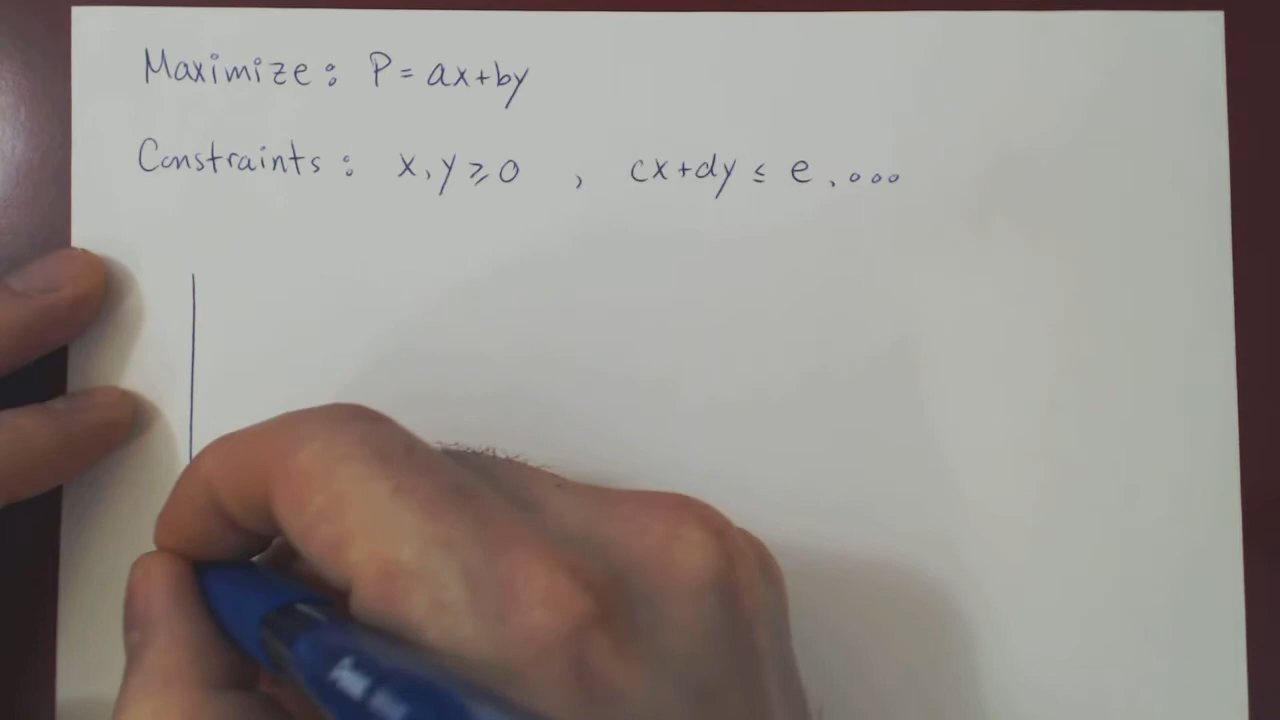 Maximize: P = ax+by
Constraints: x, y ≥ 0 , cx+dy ≤ e, ...